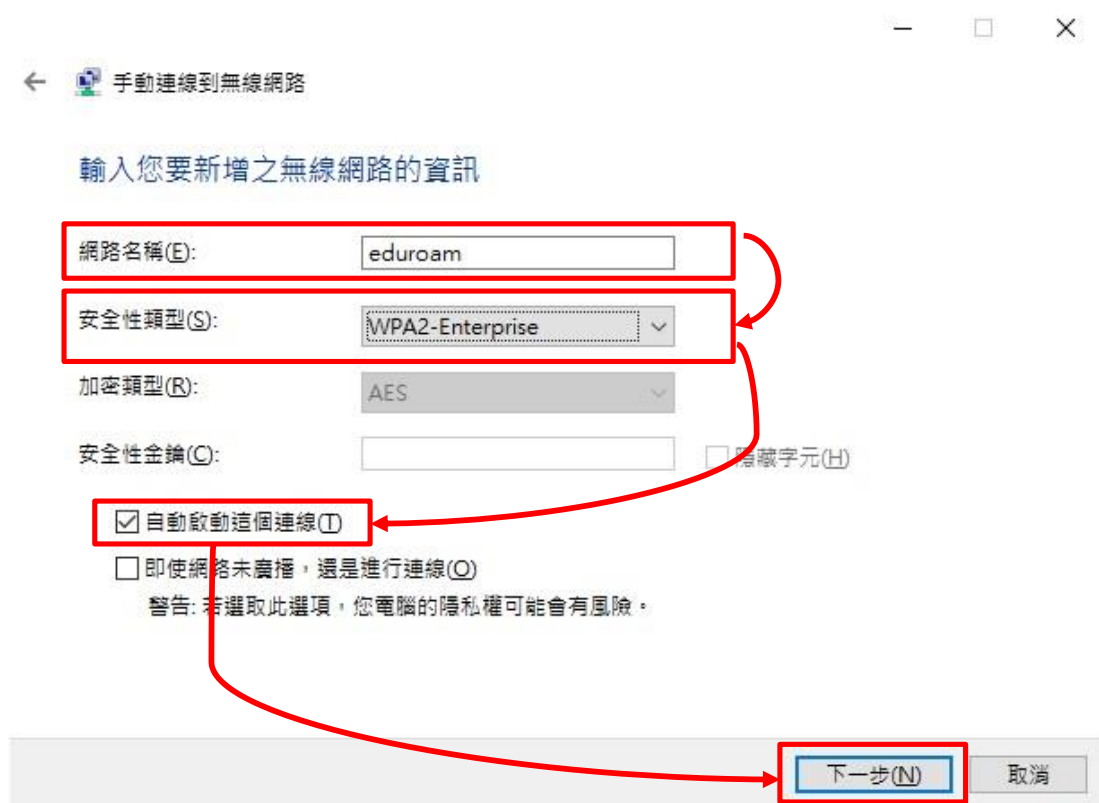 手動連線到無線網路
輸入您要新增之無線網路的資訊
網路名稱(E): eduroam
安全性類型(S): WPA2-Enterprise
加密類型(R): AES
安全性金鑰(C): 隱藏字元(H)
自動啟動這個連線(T)
即使網路未廣播，還是進行連線(O)
警告: 若選取此選項，您電腦的隱私權可能會有風險。
下一步(N) 取消